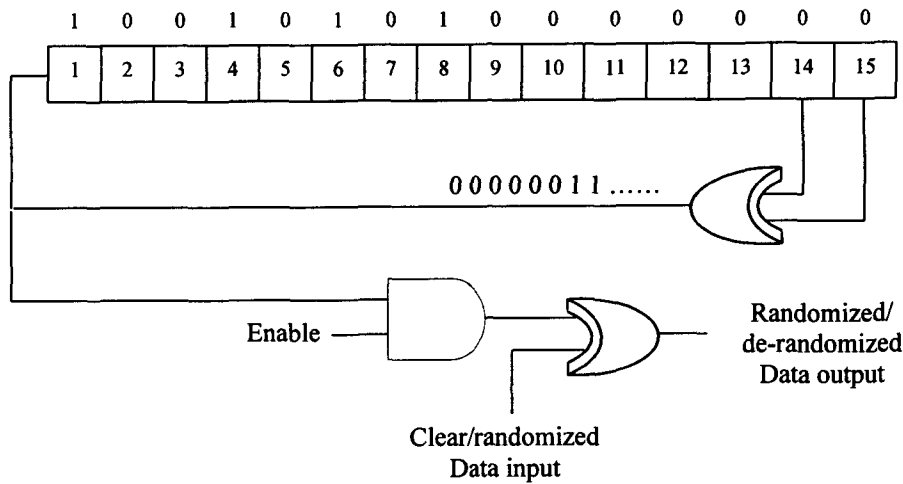 1 0 0 1 0 1 0 1 0 0 0 0 0 0 0
1 2 3 4 5 6 7 8 9 10 11 12 13 14 15
0 0 0 0 0 0 1 1 ......
Enable
Randomized/
de-randomized
Data output
Clear/randomized
Data input